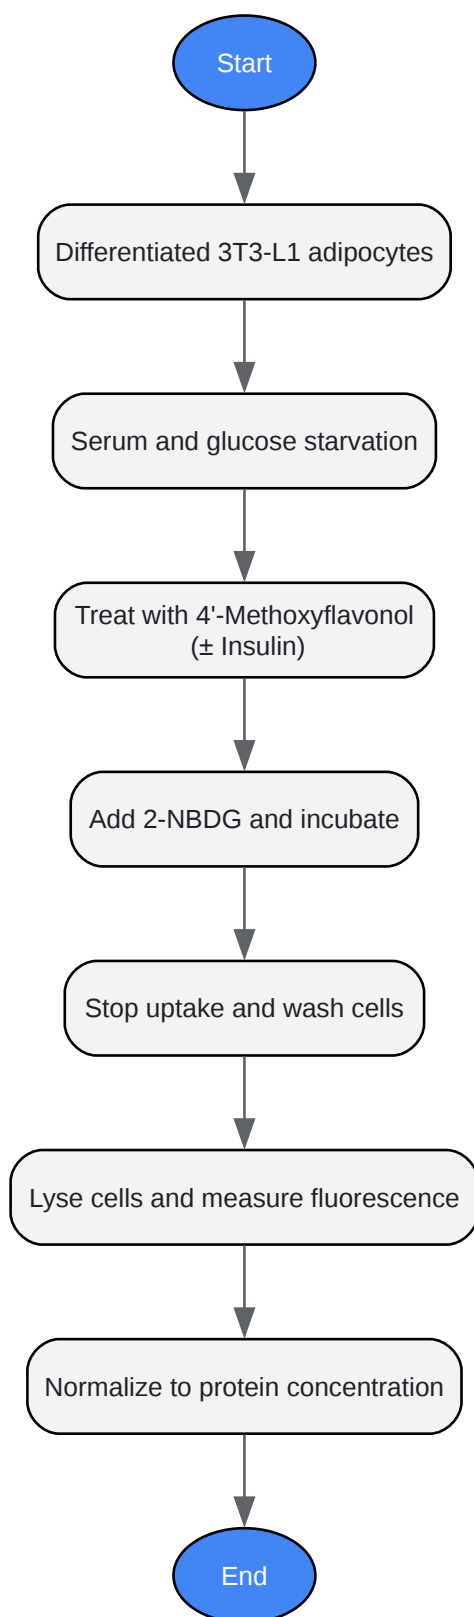 Start
Differentiated 3T3-L1 adipocytes
Serum and glucose starvation
Treat with 4'-Methoxyflavonol
(± Insulin)
Add 2-NBDG and incubate
Stop uptake and wash cells
Lyse cells and measure fluorescence
Normalize to protein concentration
End